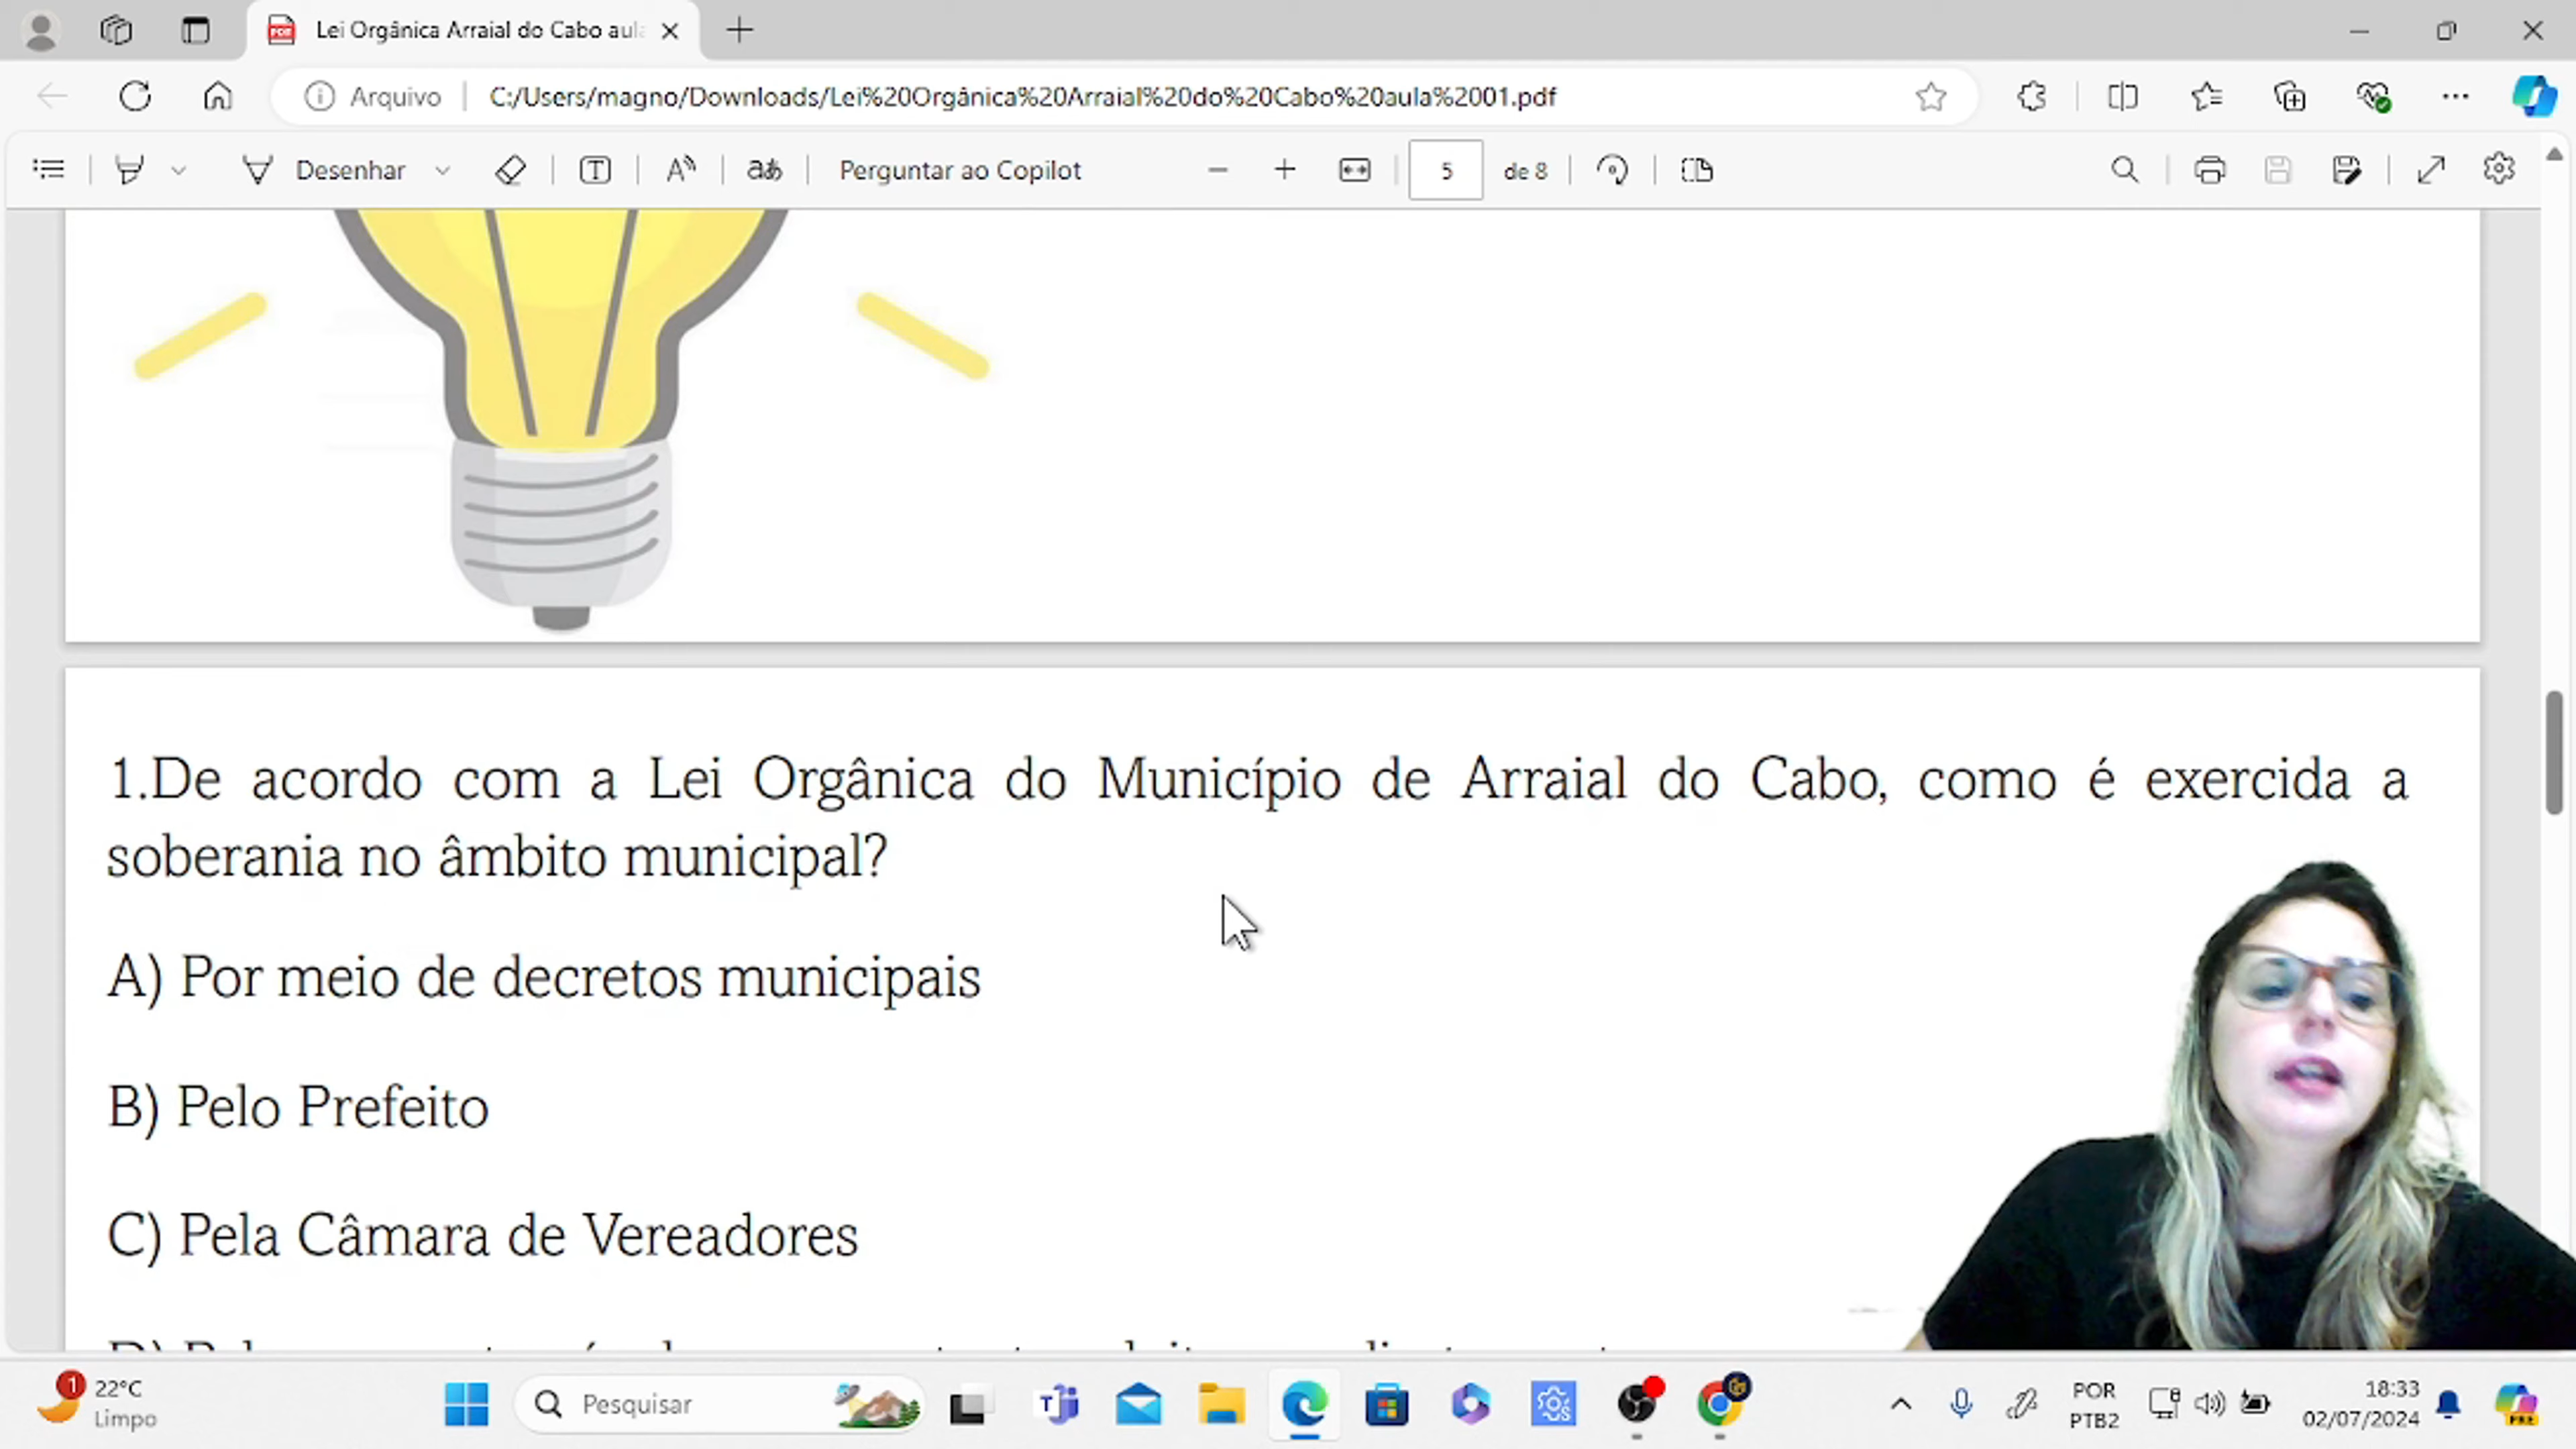 Lei Orgânica Arraial do Cabo aul
Arquivo
C:/Users/magno/Downloads/Lei%20Orgânica%20Arraial%20do%20Cabo%20aula%2001.pdf
Desenhar
Perguntar ao Copilot
5
de 8
1.De acordo com a Lei Orgânica do Município de Arraial do Cabo, como é exercida a
soberania no âmbito municipal?
A) Por meio de decretos municipais
B) Pelo Prefeito
C) Pela Câmara de Vereadores
1
22°C
Limpo
Pesquisar
POR
PTB2
18:33
02/07/2024
PRE